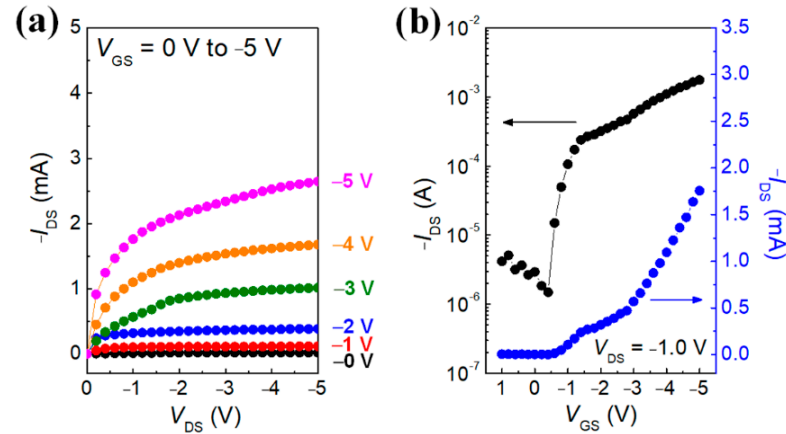 (a)
V_GS = 0 V to −5 V
5
4
3
2
1
0
-I_DS (mA)
0 -1 -2 -3 -4 -5
V_DS (V)
−5 V
−4 V
−3 V
−2 V
−1 V
−0 V
(b)
10^-2
10^-3
10^-4
10^-5
10^-6
10^-7
-I_DS (A)
1 0 -1 -2 -3 -4 -5
V_GS (V)
V_DS = −1.0 V
3.5
3.0
2.5
2.0
1.5
1.0
0.5
0.0
-I_DS (mA)